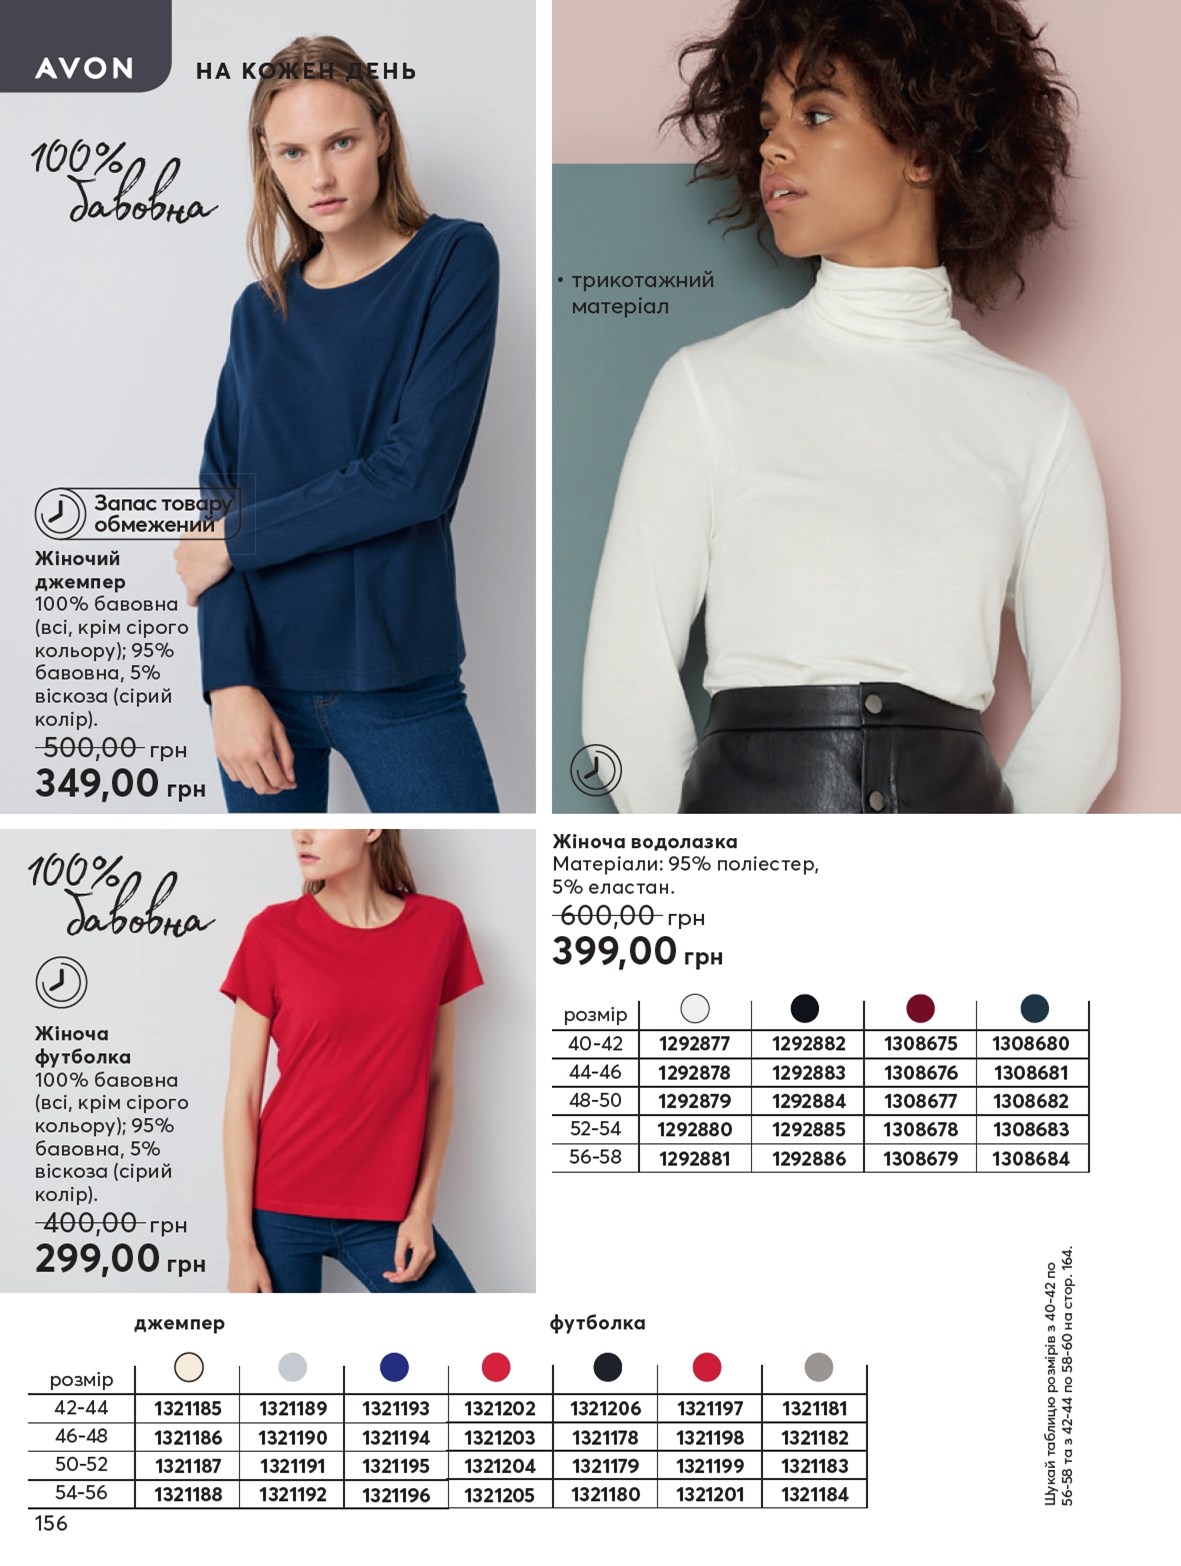 AVON
НА КОЖЕН ДЕНЬ
100%
бавовна
• трикотажний
матеріал
Запас товару
обмежений
Жіночий
джемпер
100% бавовна
(всі, крім сірого
кольору); 95%
бавовна, 5%
віскоза (сірий
колір).
500,00 грн
349,00 грн
100%
бавовна
Жіноча
футболка
100% бавовна
(всі, крім сірого
кольору); 95%
бавовна, 5%
віскоза (сірий
колір).
400,00 грн
299,00 грн
Жіноча водолазка
Матеріали: 95% поліестер,
5% еластан.
600,00 грн
399,00 грн
розмір
40-42 1292877 1292882 1308675 1308680
44-46 1292878 1292883 1308676 1308681
48-50 1292879 1292884 1308677 1308682
52-54 1292880 1292885 1308678 1308683
56-58 1292881 1292886 1308679 1308684
Шукай таблицю розмірів з 40-42 по
56-58 та з 42-44 по 58-60 на стор. 164.
джемпер футболка
розмір
42-44 1321185 1321189 1321193 1321202 1321206 1321197 1321181
46-48 1321186 1321190 1321194 1321203 1321178 1321198 1321182
50-52 1321187 1321191 1321195 1321204 1321179 1321199 1321183
54-56 1321188 1321192 1321196 1321205 1321180 1321201 1321184
156